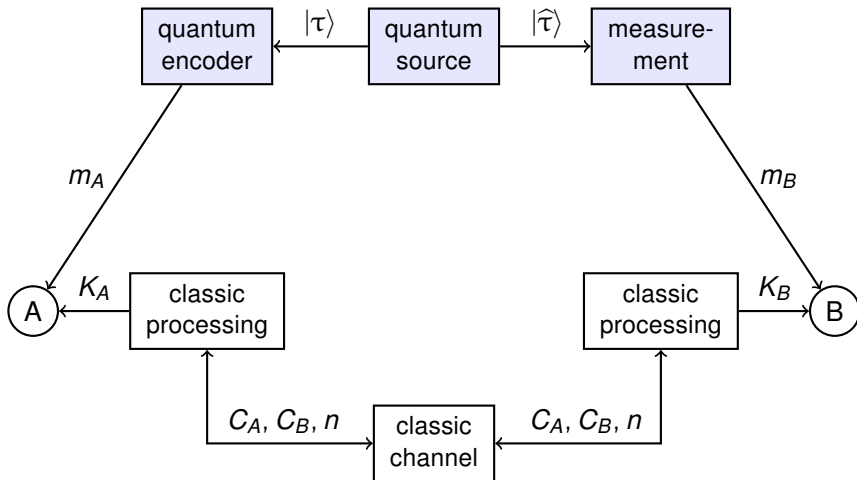 quantum
encoder
|τ⟩
quantum
source
|τ̂⟩
measure-
ment
m_A
m_B
A
K_A
classic
processing
classic
processing
K_B
B
C_A, C_B, n
classic
channel
C_A, C_B, n